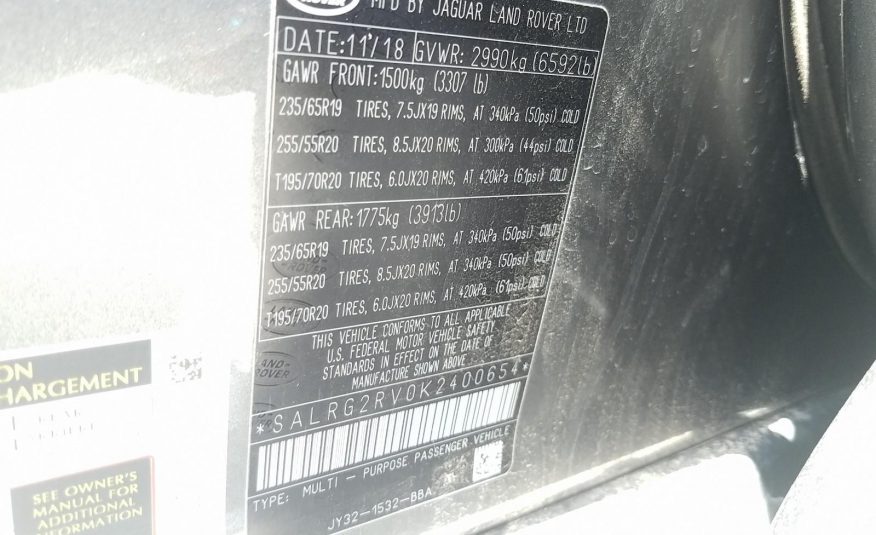 ROVER
MFD BY JAGUAR LAND ROVER LTD
DATE:11/18 GVWR: 2990kg (6592lb)
GAWR FRONT:1500kg (3307 lb)
235/65R19 TIRES, 7.5JX19 RIMS, AT 340kPa (50psi) COLD
255/55R20 TIRES, 8.5JX20 RIMS, AT 300kPa (44psi) COLD
T195/70R20 TIRES, 6.0JX20 RIMS, AT 420kPa (61psi) COLD
GAWR REAR:1775kg (3913lb)
235/65R19 TIRES, 7.5JX19 RIMS, AT 340kPa (50psi) COLD
255/55R20 TIRES, 8.5JX20 RIMS, AT 340kPa (50psi) COLD
T195/70R20 TIRES, 6.0JX20 RIMS, AT 420kPa (61psi) COLD
THIS VEHICLE CONFORMS TO ALL APPLICABLE
U.S. FEDERAL MOTOR VEHICLE SAFETY
STANDARDS IN EFFECT ON THE DATE OF
MANUFACTURE SHOWN ABOVE
*SALRG2RV0K2400654*
TYPE: MULTI - PURPOSE PASSENGER VEHICLE
JY32-1532-BBA
ON
HARGEMENT
SEE OWNER'S
MANUAL FOR
ADDITIONAL
INFORMATION